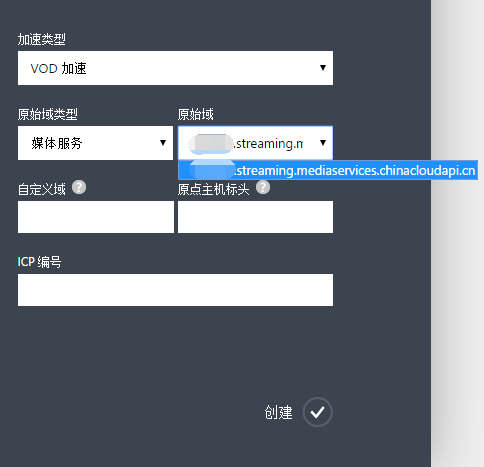 加速类型
VOD 加速
原始域类型 原始域
媒体服务 .streaming.m
.streaming.mediaservices.chinacloudapi.cn
自定义域 ? 原点主机标头 ?
ICP 编号
创建